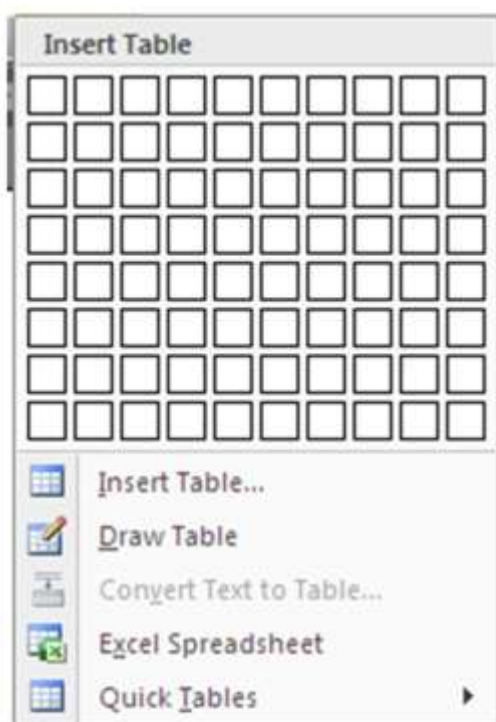 Insert Table
Insert Table...
Draw Table
Convert Text to Table...
Excel Spreadsheet
Quick Tables